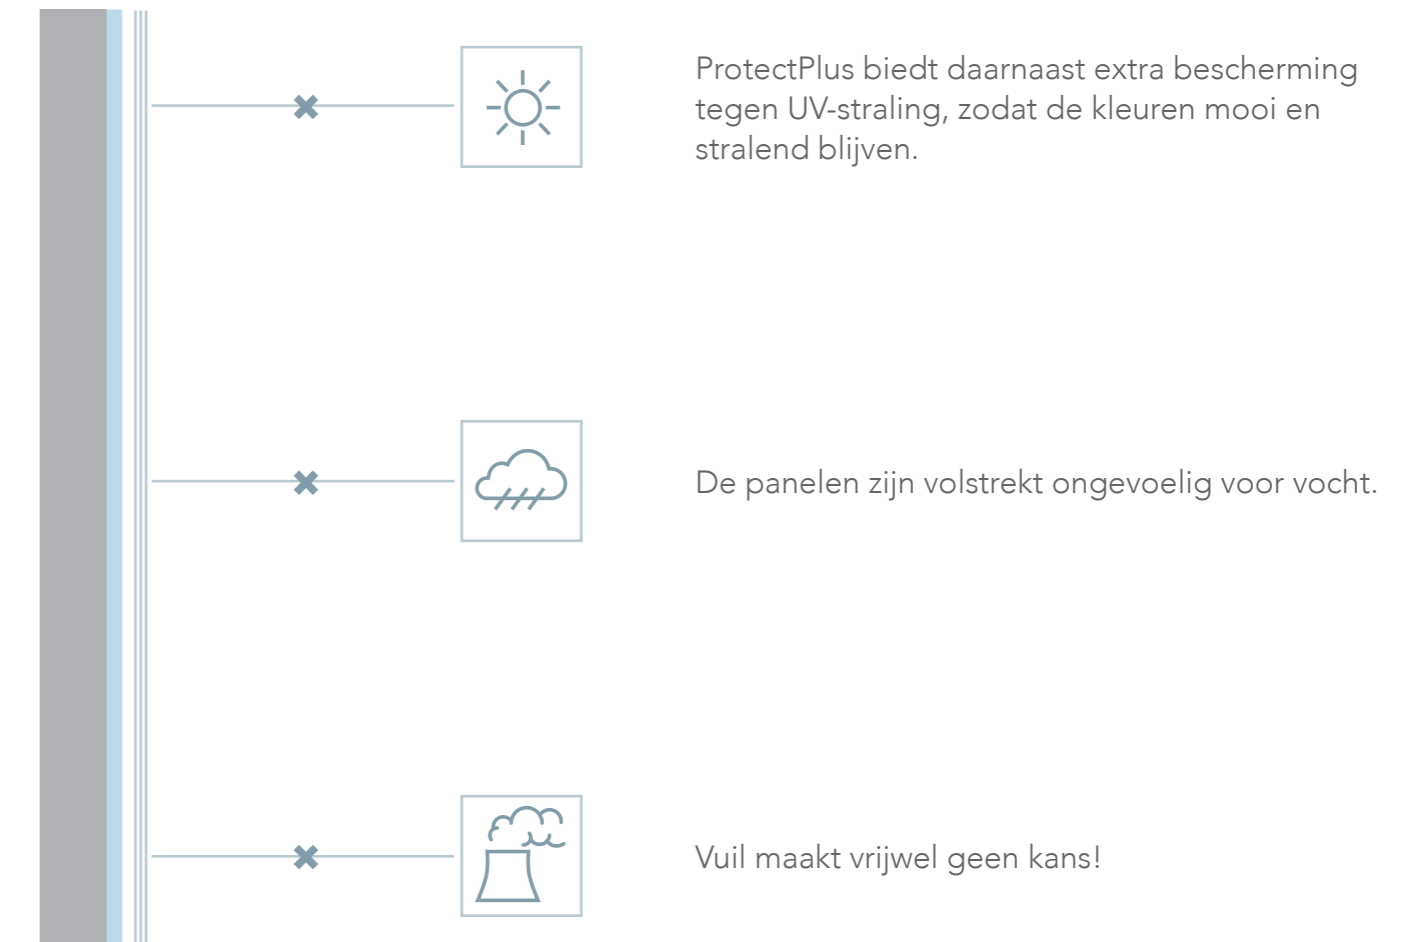 ProtectPlus biedt daarnaast extra bescherming
tegen UV-straling, zodat de kleuren mooi en
stralend blijven.
De panelen zijn volstrekt ongevoelig voor vocht.
Vuil maakt vrijwel geen kans!